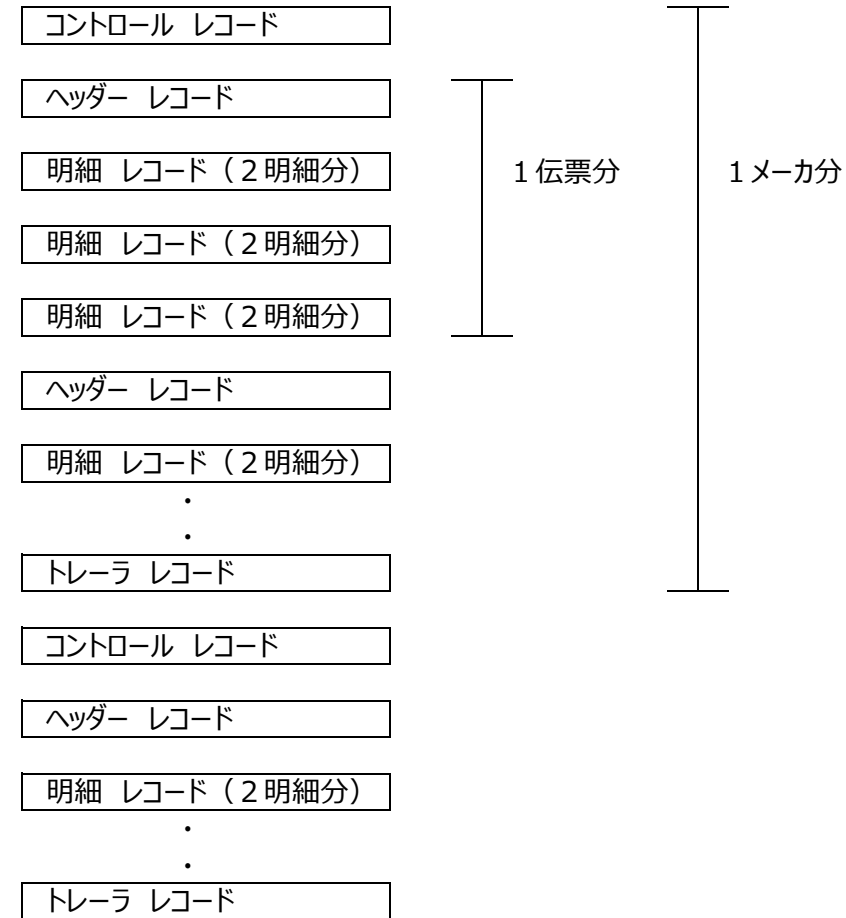 コントロール レコード
ヘッダー レコード
明細 レコード（２明細分）
１伝票分
１メーカ分
明細 レコード（２明細分）
明細 レコード（２明細分）
ヘッダー レコード
明細 レコード（２明細分）
・
・
トレーラ レコード
コントロール レコード
ヘッダー レコード
明細 レコード（２明細分）
・
・
トレーラ レコード